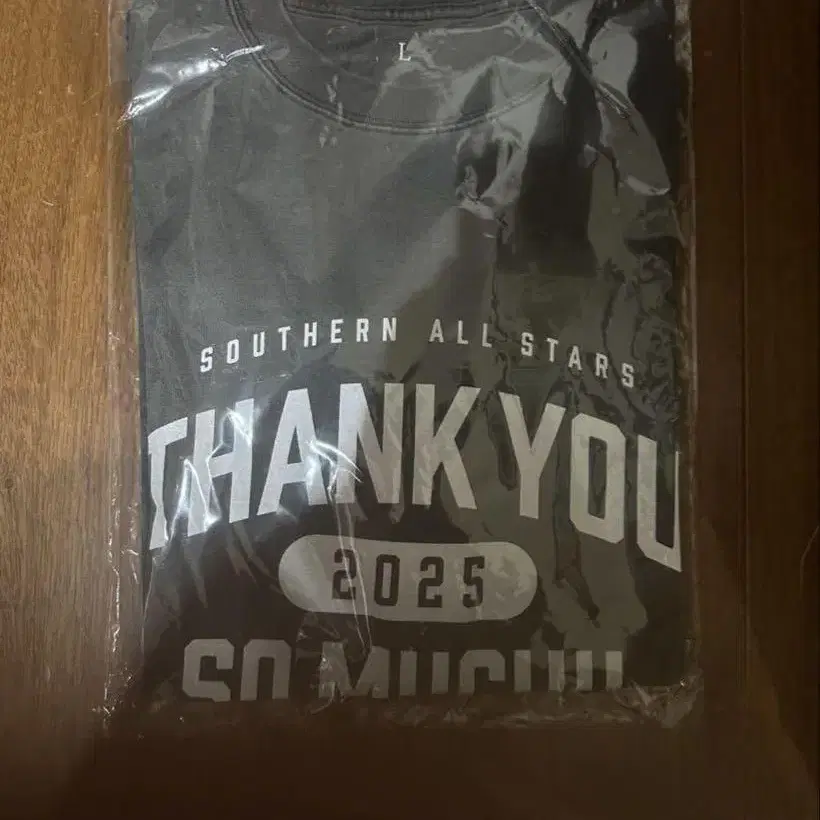 L
SOUTHERN ALL STARS
THANK YOU
2025
SO MUCH!!